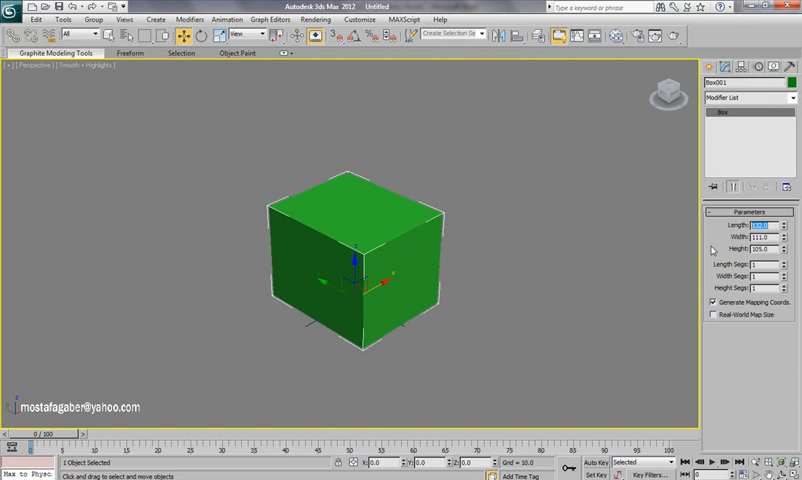 Autodesk 3ds Max 2012 Untitled
Type a keyword or phrase
Edit Tools Group Views Create Modifiers Animation Graph Editors Rendering Customize MAXScript Help
All View Create Selection Se
Graphite Modeling Tools Freeform Selection Object Paint
[ + ] [ Perspective ] [ Smooth + Highlights ]
Box001
Modifier List
Box
Parameters
Length: 132.0
Width: 111.0
Height: 105.0
Length Segs: 1
Width Segs: 1
Height Segs: 1
Generate Mapping Coords.
Real-World Map Size
z
x
mostafagaber@yahoo.com
0 / 100
0 5 10 15 20 25 30 35 40 45 50 55 60 65 70 75 80 85 90 95 100
1 Object Selected X: 0.0 Y: 0.0 Z: 0.0 Grid = 10.0 Auto Key Selected
Max to Physc. Click and drag to select and move objects Add Time Tag Set Key Key Filters... 0